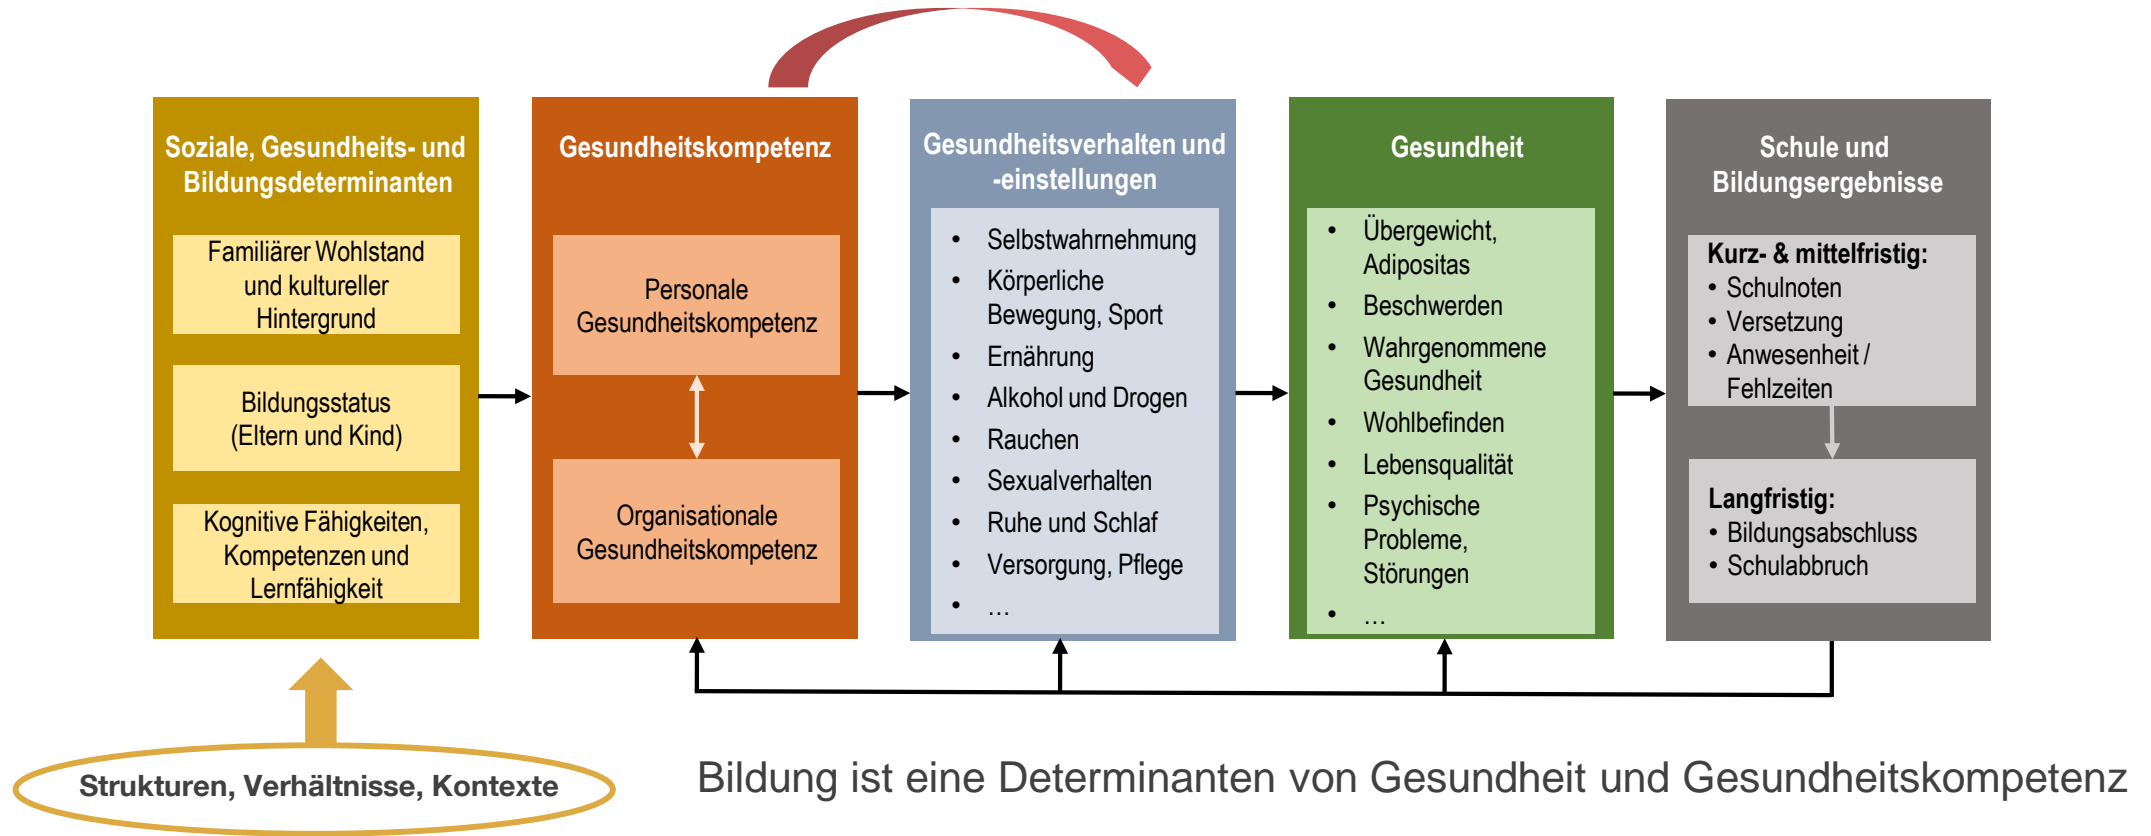 Soziale, Gesundheits- und
Bildungsdeterminanten
Familiärer Wohlstand
und kultureller
Hintergrund
Bildungsstatus
(Eltern und Kind)
Kognitive Fähigkeiten,
Kompetenzen und
Lernfähigkeit
Gesundheitskompetenz
Personale
Gesundheitskompetenz
Organisationale
Gesundheitskompetenz
Gesundheitsverhalten und
-einstellungen
• Selbstwahrnehmung
• Körperliche
Bewegung, Sport
• Ernährung
• Alkohol und Drogen
• Rauchen
• Sexualverhalten
• Ruhe und Schlaf
• Versorgung, Pflege
• …
Gesundheit
• Übergewicht,
Adipositas
• Beschwerden
• Wahrgenommene
Gesundheit
• Wohlbefinden
• Lebensqualität
• Psychische
Probleme,
Störungen
• …
Schule und
Bildungsergebnisse
Kurz- & mittelfristig:
• Schulnoten
• Versetzung
• Anwesenheit /
Fehlzeiten
Langfristig:
• Bildungsabschluss
• Schulabbruch
Strukturen, Verhältnisse, Kontexte
Bildung ist eine Determinanten von Gesundheit und Gesundheitskompetenz